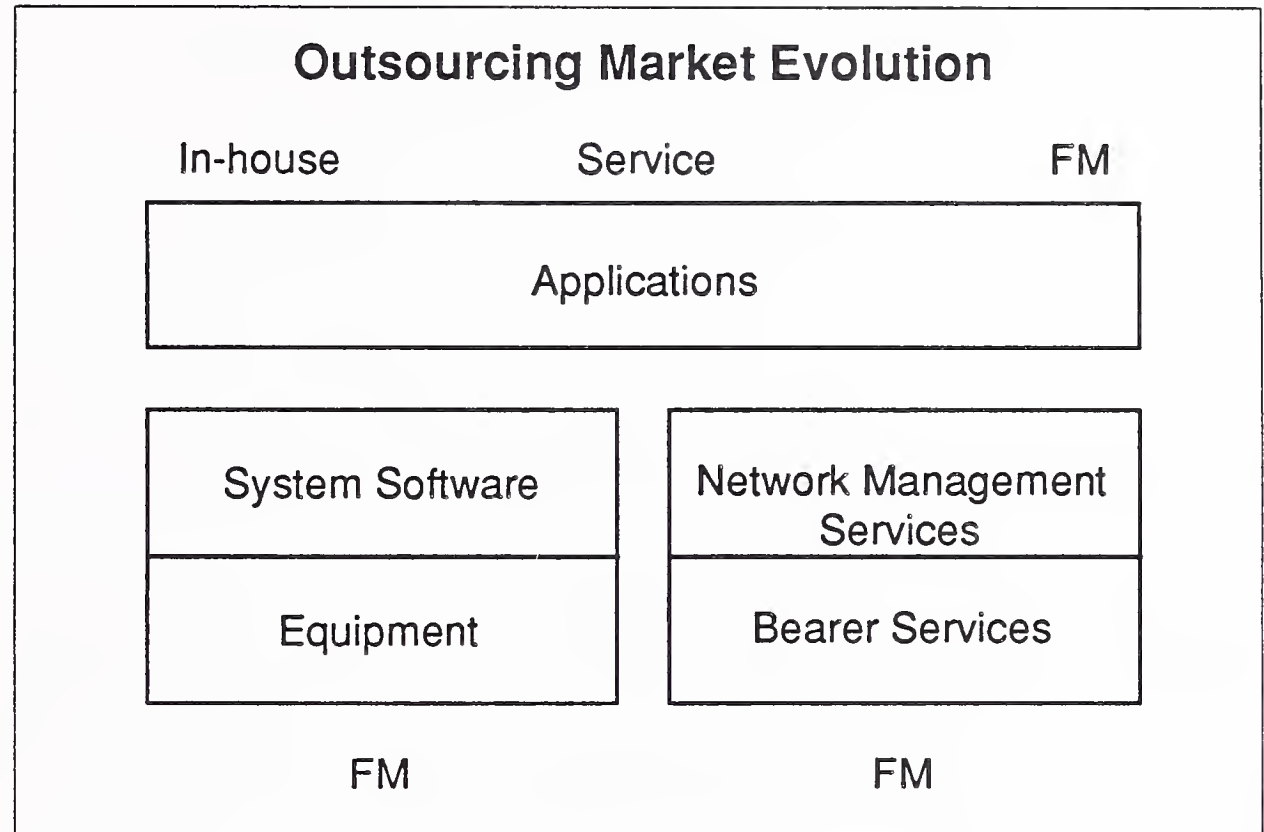 Outsourcing Market Evolution
In-house Service FM
Applications
System Software
Network Management
Services
Equipment
Bearer Services
FM FM